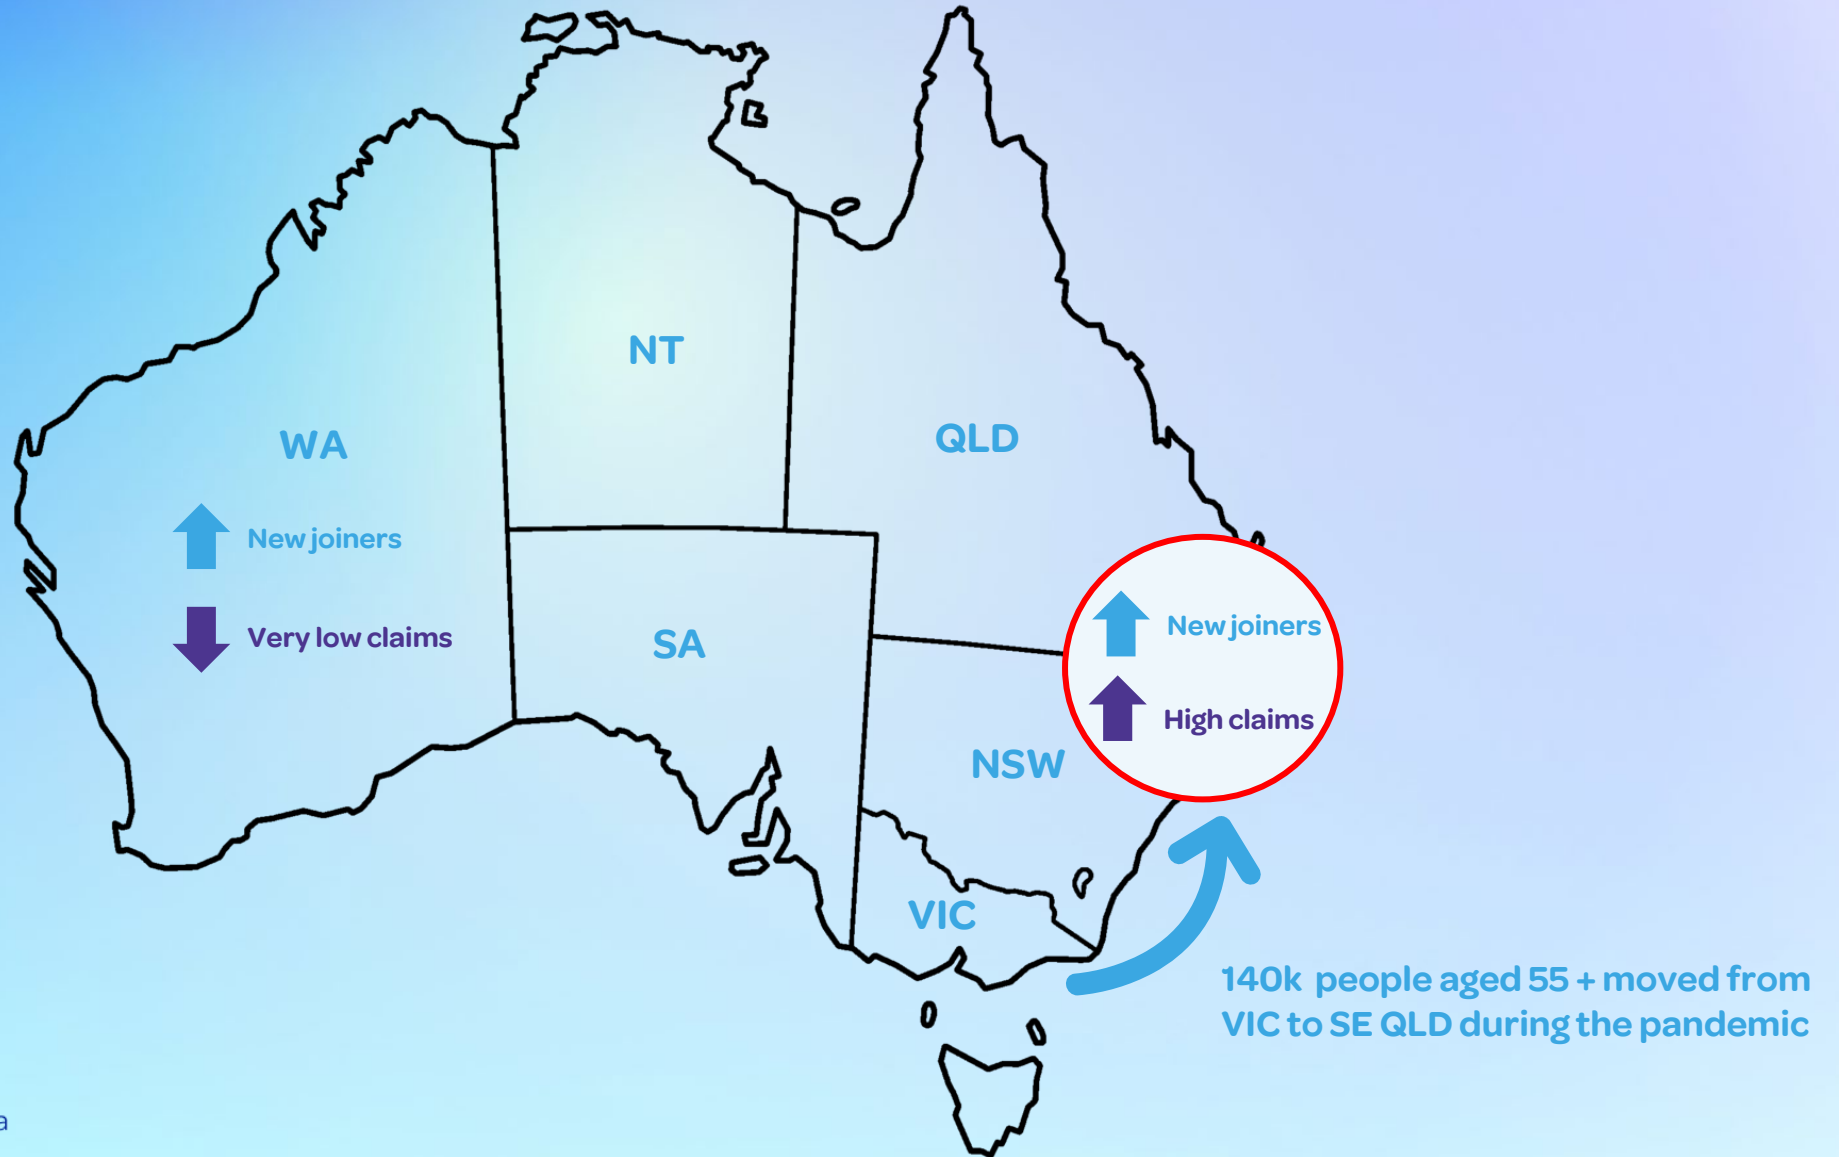 NT
WA
QLD
New joiners
Very low claims
SA
New joiners
High claims
NSW
VIC
140k people aged 55 + moved from
VIC to SE QLD during the pandemic
a